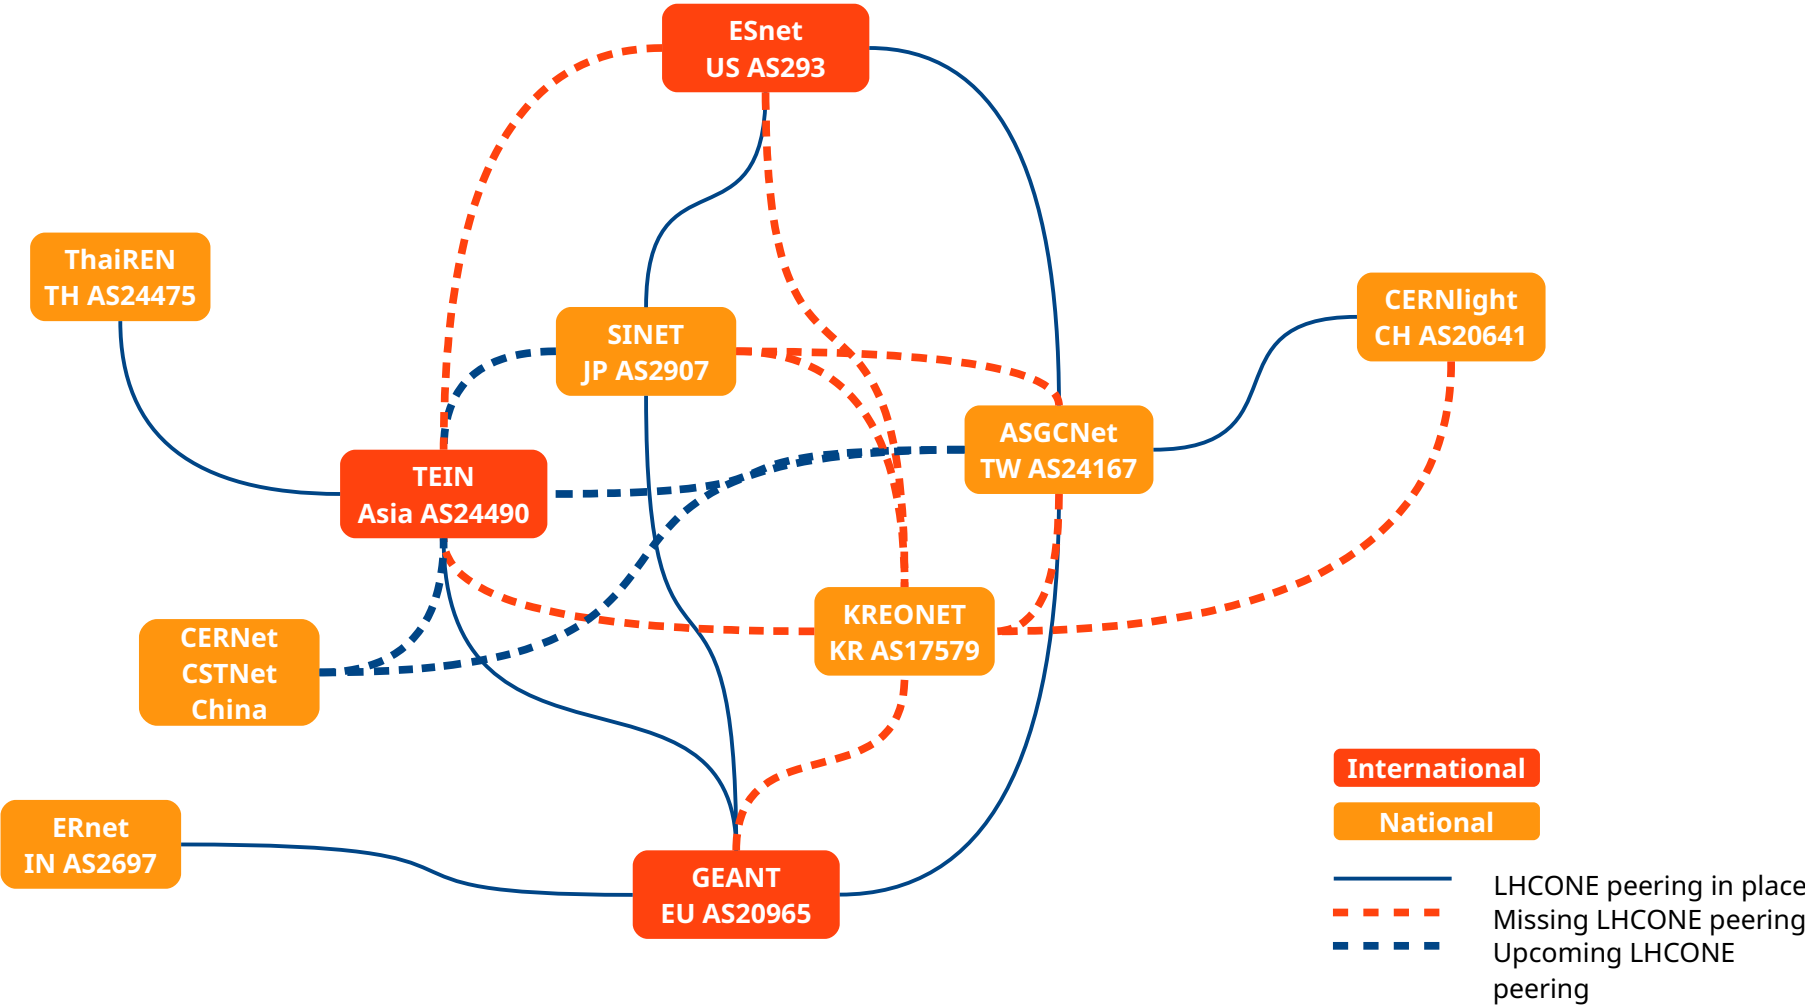 ESnet
US AS293
ThaiREN
TH AS24475
CERNlight
CH AS20641
SINET
JP AS2907
ASGCNet
TW AS24167
TEIN
Asia AS24490
KREONET
KR AS17579
CERNet
CSTNet
China
ERnet
IN AS2697
GEANT
EU AS20965
International
National
LHCONE peering in place
Missing LHCONE peering
Upcoming LHCONE
peering